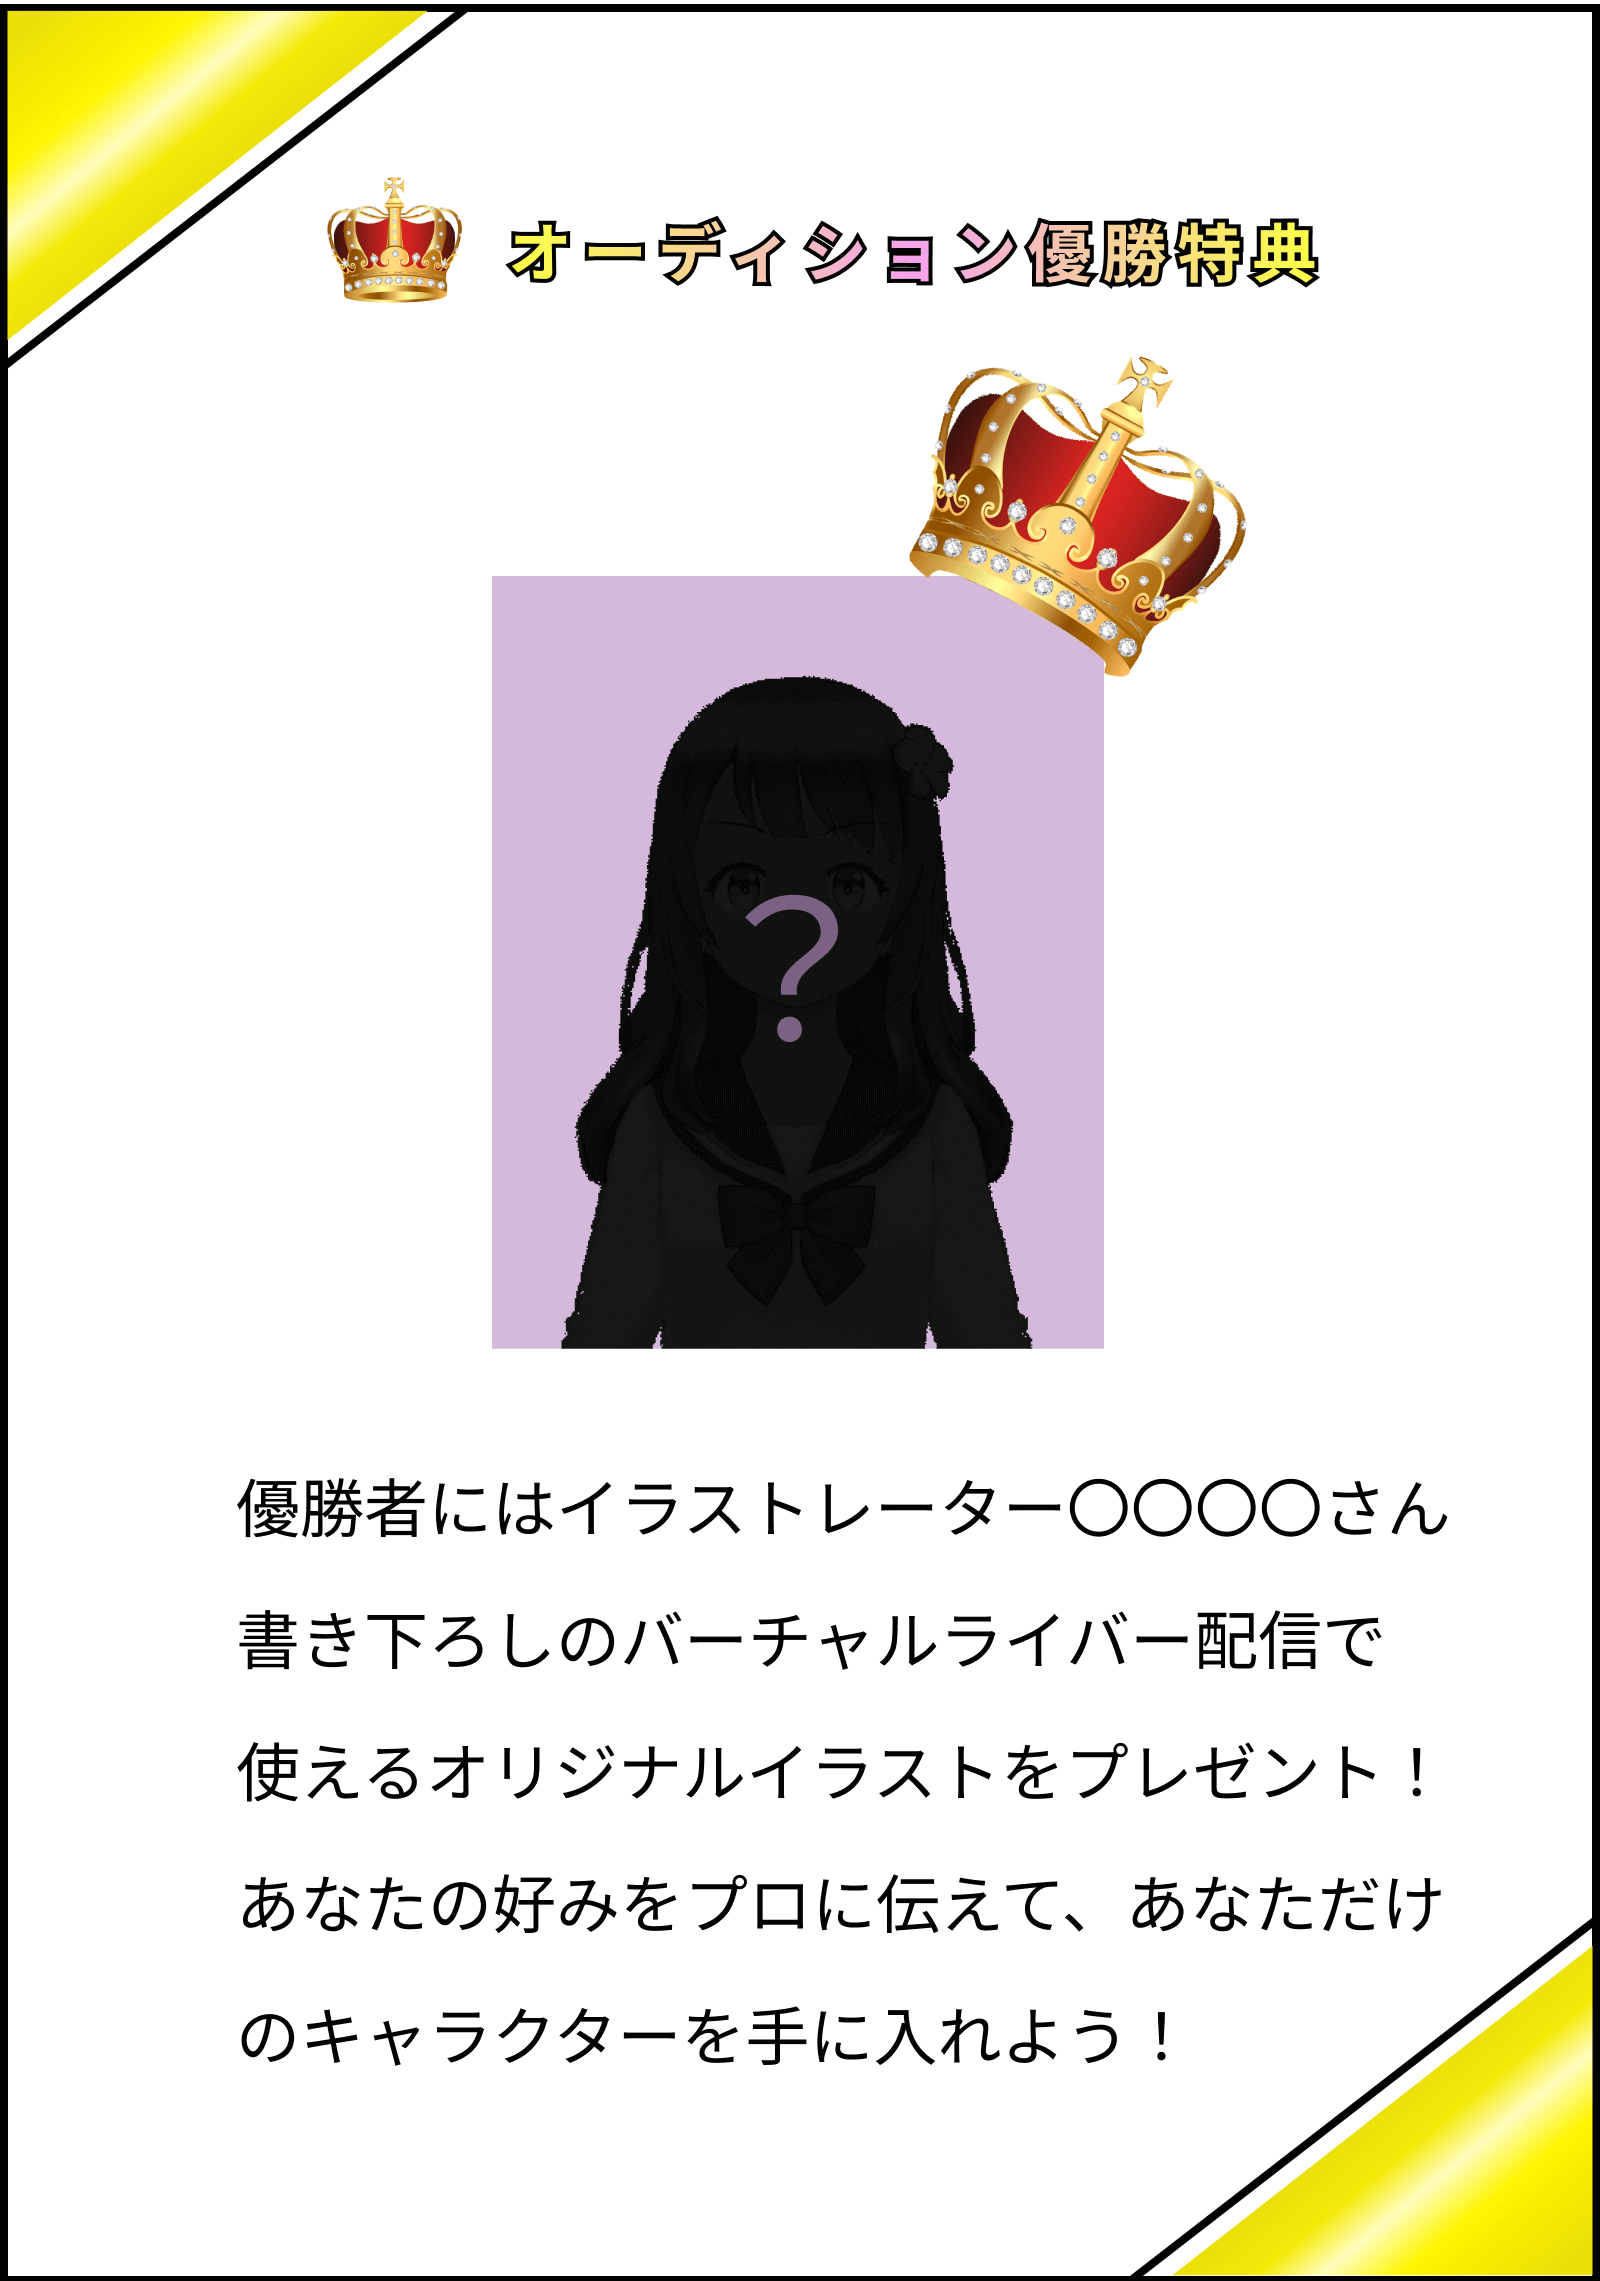 オーディション優勝特典
?
優勝者にはイラストレーター〇〇〇〇さん
書き下ろしのバーチャルライバー配信で
使えるオリジナルイラストをプレゼント！
あなたの好みをプロに伝えて、あなただけ
のキャラクターを手に入れよう！